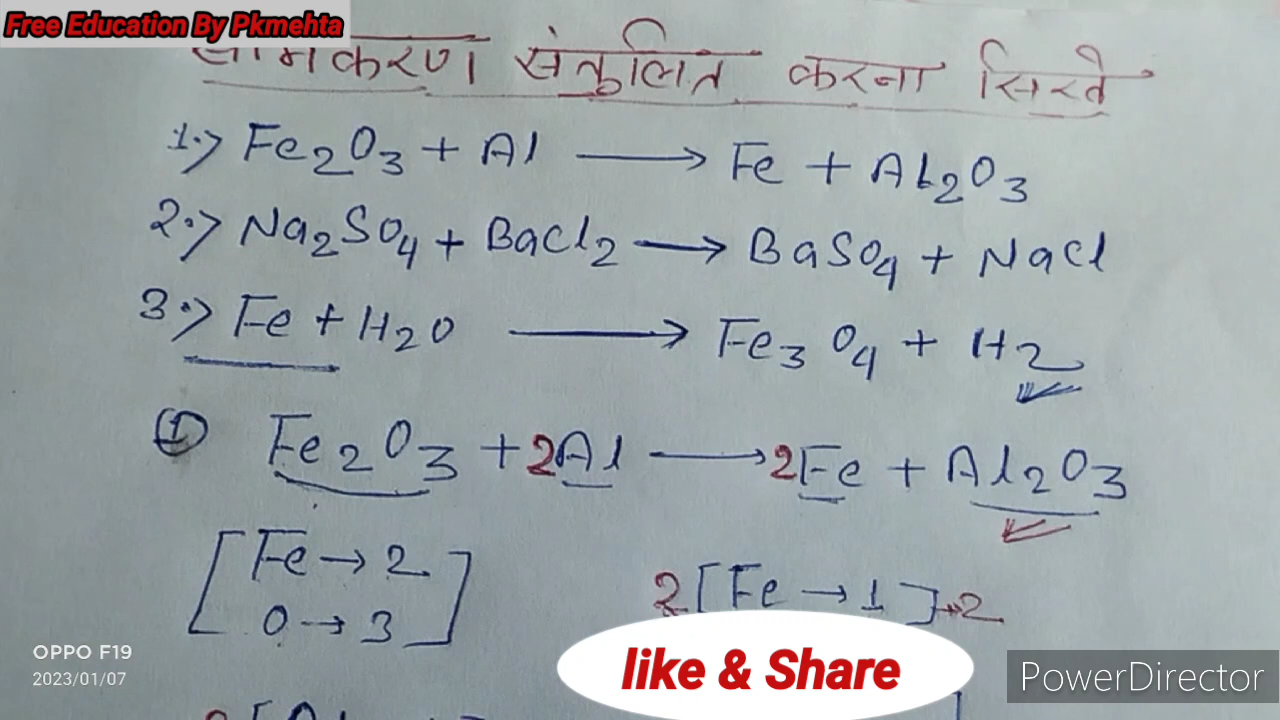 Free Education By Pkmehta
संतुलित करना
1.> Fe2O3 + Al → Fe + Al2O3
2.> Na2SO4 + BaCl2 → BaSO4 + NaCl
3.> Fe + H2O → Fe3O4 + H2
① Fe2O3 + 2Al → 2Fe + Al2O3
[Fe → 2
O → 3]
2[Fe → 1]→2
like & Share
OPPO F19
2023/01/07
PowerDirector